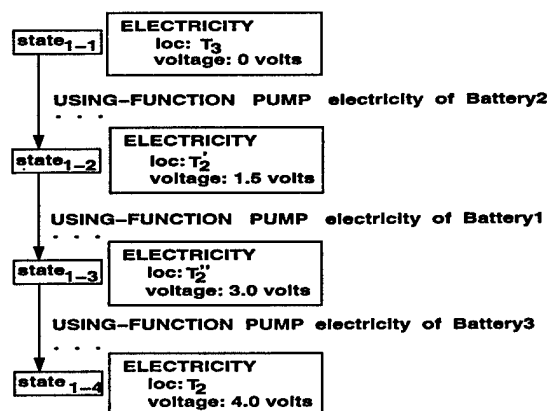 ELECTRICITY
state1–1
loc: T3
voltage: 0 volts
USING–FUNCTION PUMP electricity of Battery2
. . .
ELECTRICITY
state1–2
loc: T2'
voltage: 1.5 volts
USING–FUNCTION PUMP electricity of Battery1
. . .
ELECTRICITY
state1–3
loc: T2''
voltage: 3.0 volts
USING–FUNCTION PUMP electricity of Battery3
. . .
ELECTRICITY
state1–4
loc: T2
voltage: 4.0 volts